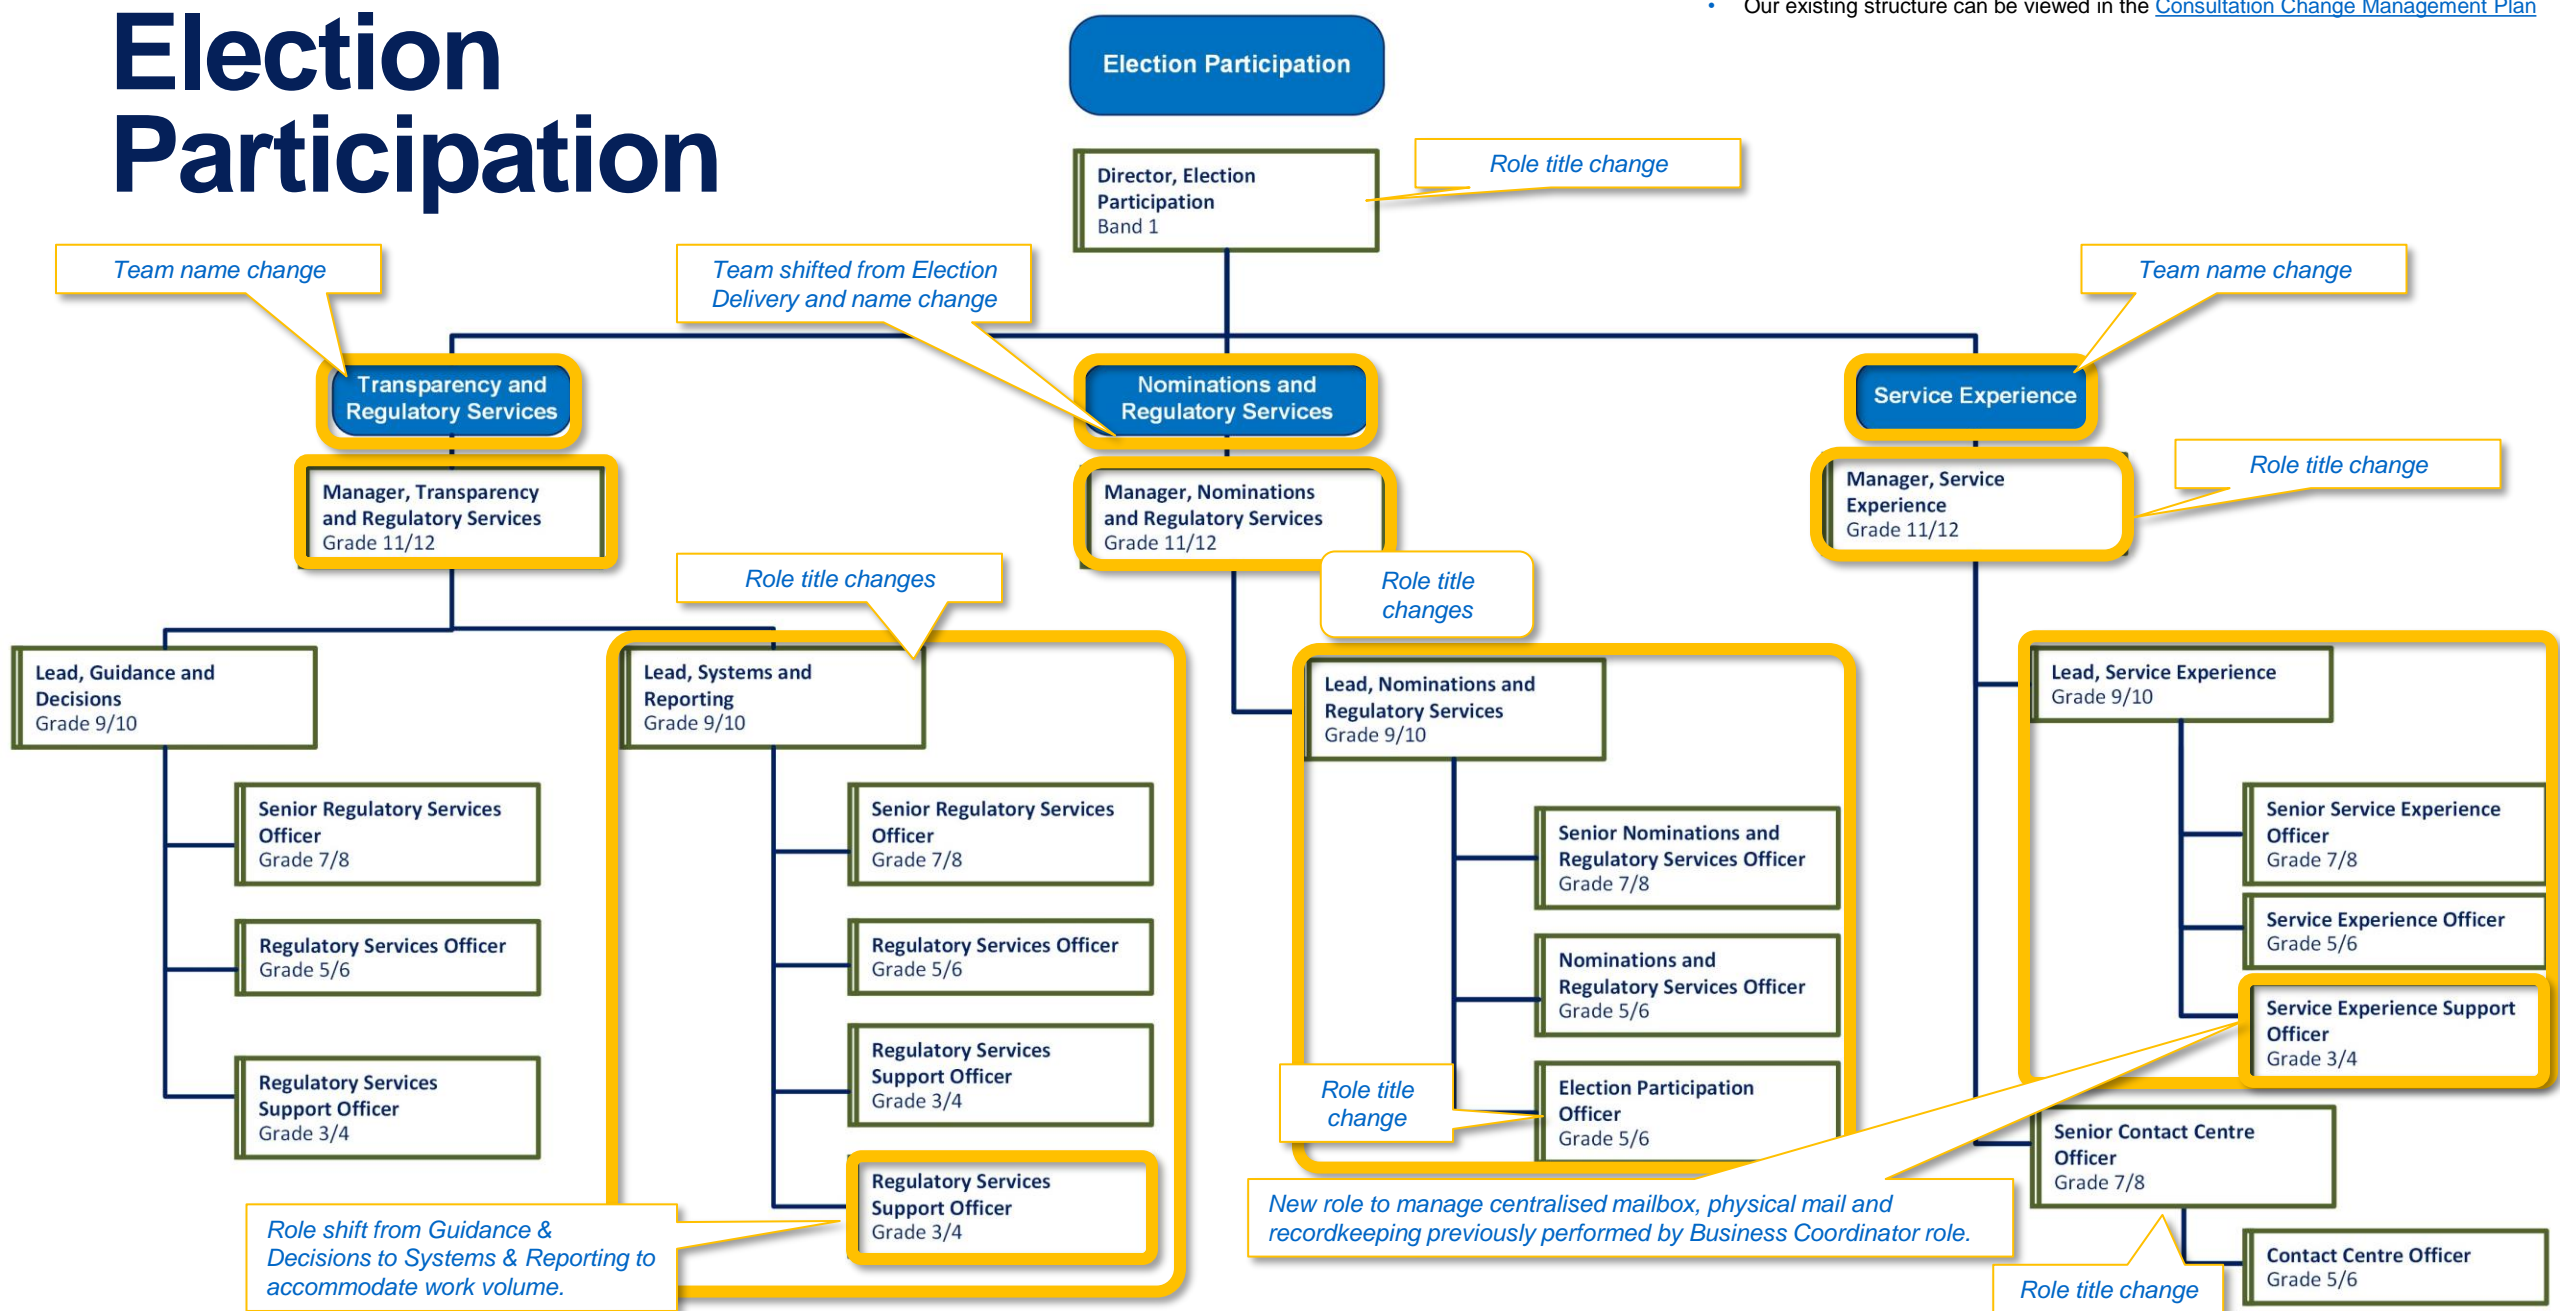 • Our existing structure can be viewed in the Consultation Change Management Plan
Election
Participation
Election Participation
Director, Election
Participation
Band 1
Role title change
Team name change
Team shifted from Election
Delivery and name change
Team name change
Transparency and
Regulatory Services
Nominations and
Regulatory Services
Service Experience
Manager, Transparency
and Regulatory Services
Grade 11/12
Manager, Nominations
and Regulatory Services
Grade 11/12
Manager, Service
Experience
Grade 11/12
Role title change
Role title changes
Role title
changes
Lead, Guidance and
Decisions
Grade 9/10
Senior Regulatory Services
Officer
Grade 7/8
Regulatory Services Officer
Grade 5/6
Regulatory Services
Support Officer
Grade 3/4
Lead, Systems and
Reporting
Grade 9/10
Senior Regulatory Services
Officer
Grade 7/8
Regulatory Services Officer
Grade 5/6
Regulatory Services
Support Officer
Grade 3/4
Regulatory Services
Support Officer
Grade 3/4
Role shift from Guidance &
Decisions to Systems & Reporting to
accommodate work volume.
Lead, Nominations and
Regulatory Services
Grade 9/10
Senior Nominations and
Regulatory Services Officer
Grade 7/8
Nominations and
Regulatory Services Officer
Grade 5/6
Role title
change
Election Participation
Officer
Grade 5/6
Lead, Service Experience
Grade 9/10
Senior Service Experience
Officer
Grade 7/8
Service Experience Officer
Grade 5/6
Service Experience Support
Officer
Grade 3/4
New role to manage centralised mailbox, physical mail and
recordkeeping previously performed by Business Coordinator role.
Senior Contact Centre
Officer
Grade 7/8
Role title change
Contact Centre Officer
Grade 5/6